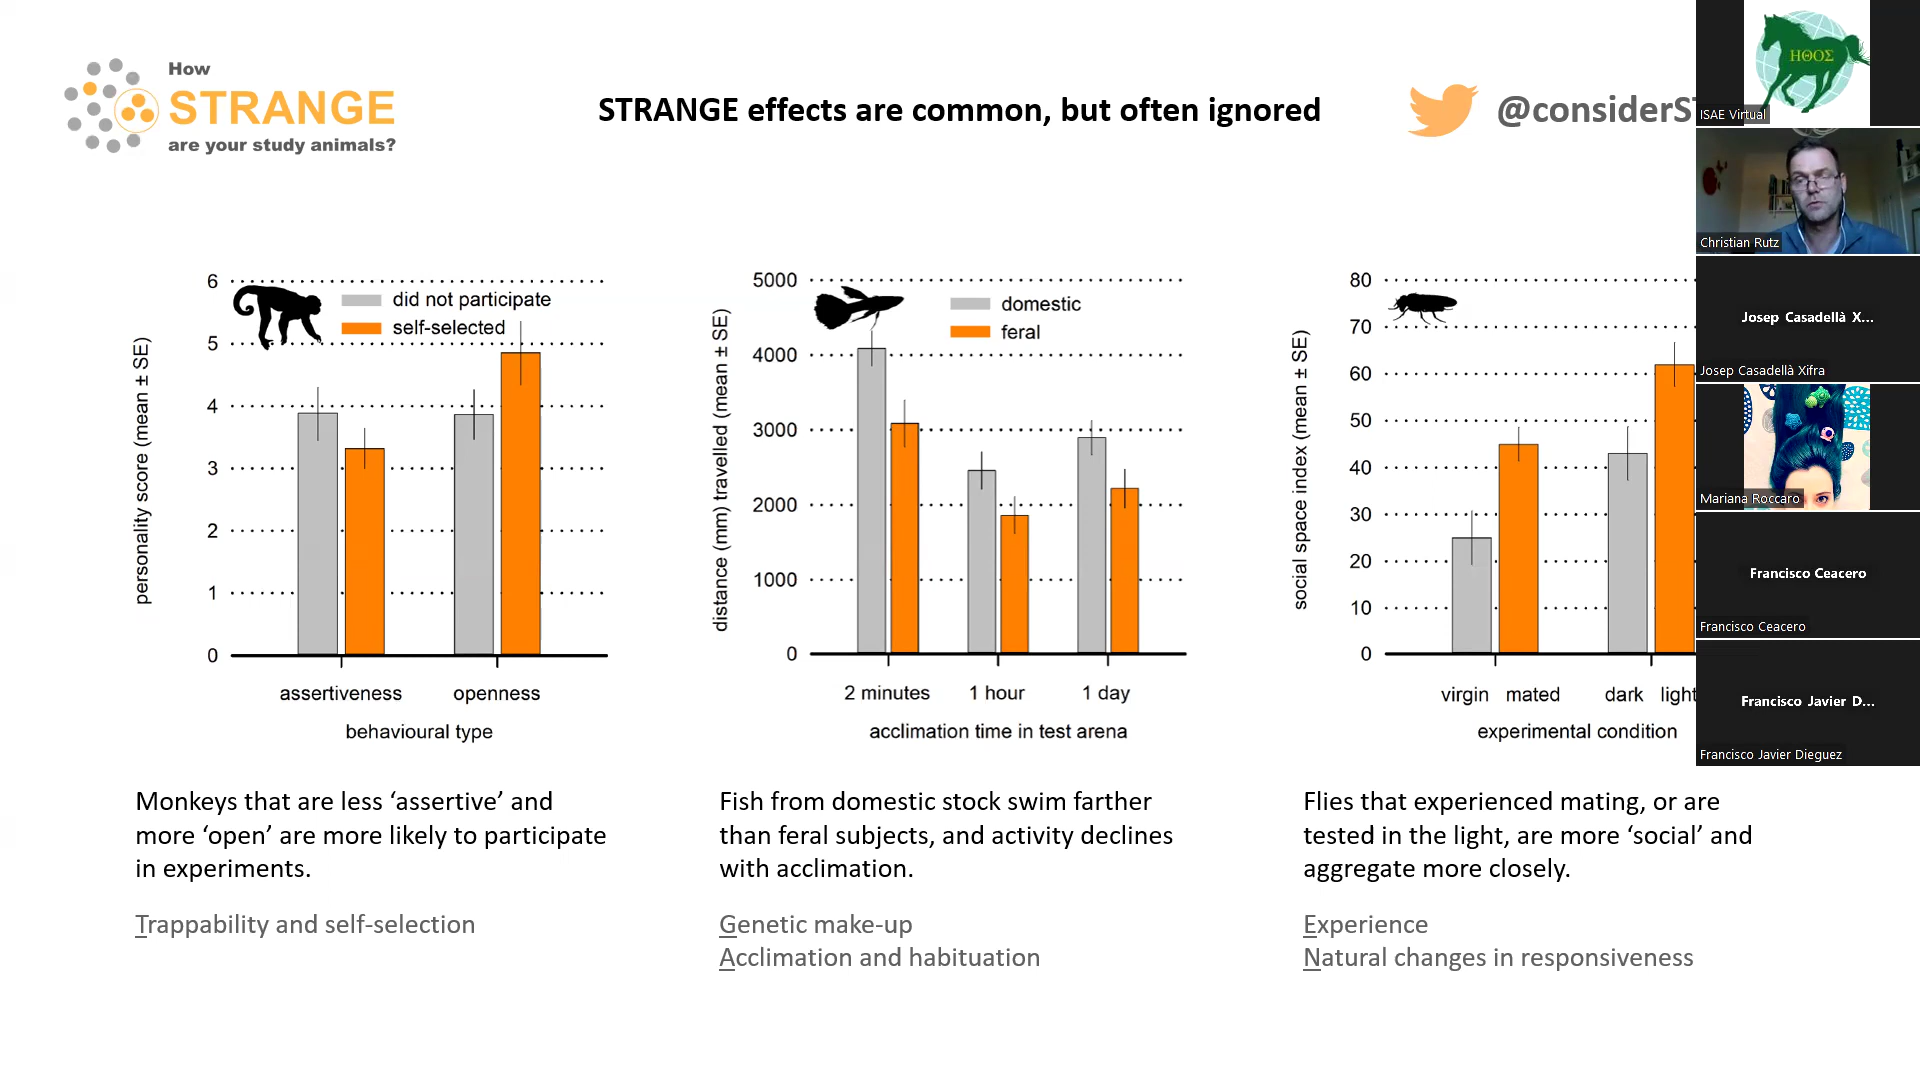 How
STRANGE
are your study animals?
STRANGE effects are common, but often ignored
@considerST
6
5
4
3
2
1
0
personality score (mean ± SE)
did not participate
self-selected
assertiveness openness
behavioural type
5000
4000
3000
2000
1000
0
distance (mm) travelled (mean ± SE)
domestic
feral
2 minutes 1 hour 1 day
acclimation time in test arena
80
70
60
50
40
30
20
10
0
social space index (mean ± SE)
virgin mated dark light
experimental condition
Monkeys that are less ‘assertive’ and
more ‘open’ are more likely to participate
in experiments.
Trappability and self-selection
Fish from domestic stock swim farther
than feral subjects, and activity declines
with acclimation.
Genetic make-up
Acclimation and habituation
Flies that experienced mating, or are
tested in the light, are more ‘social’ and
aggregate more closely.
Experience
Natural changes in responsiveness
ΗΘΟΣ
ISAE Virtual
Christian Rutz
Josep Casadellà X...
Josep Casadellà Xifra
Mariana Roccaro
Francisco Ceacero
Francisco Ceacero
Francisco Javier D...
Francisco Javier Dieguez